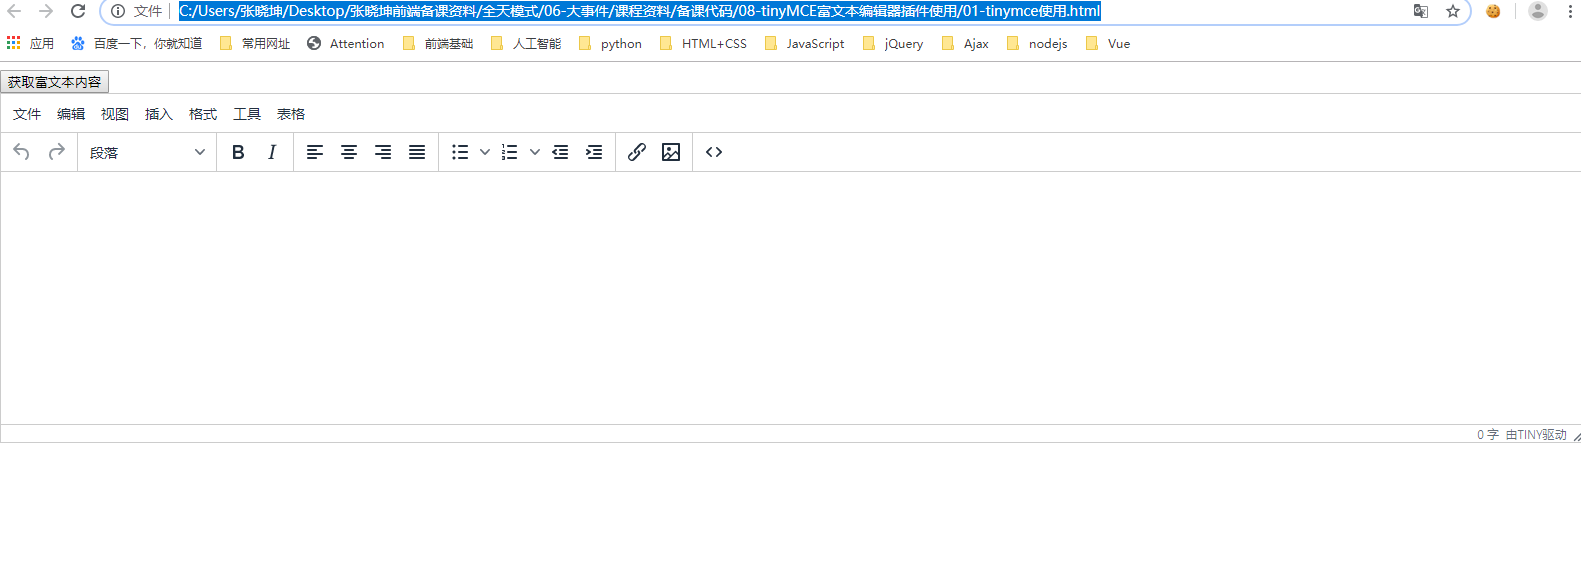 文件 C:/Users/张晓坤/Desktop/张晓坤前端备课资料/全天模式/06-大事件/课程资料/备课代码/08-tinyMCE富文本编辑器插件使用/01-tinymce使用.html
应用 百度一下，你就知道 常用网址 Attention 前端基础 人工智能 python HTML+CSS JavaScript jQuery Ajax nodejs Vue
获取富文本内容
文件 编辑 视图 插入 格式 工具 表格
段落 B I
0 字 由TINY驱动